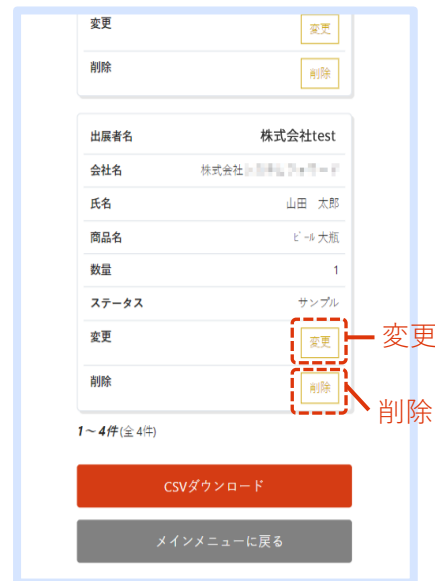 変更 変更
削除 削除
出展者名 株式会社test
会社名 株式会社
氏名 山田 太郎
商品名 ビール大瓶
数量 1
ステータス サンプル
変更 変更
変更
削除 削除
削除
1～4件(全4件)
CSVダウンロード
メインメニューに戻る